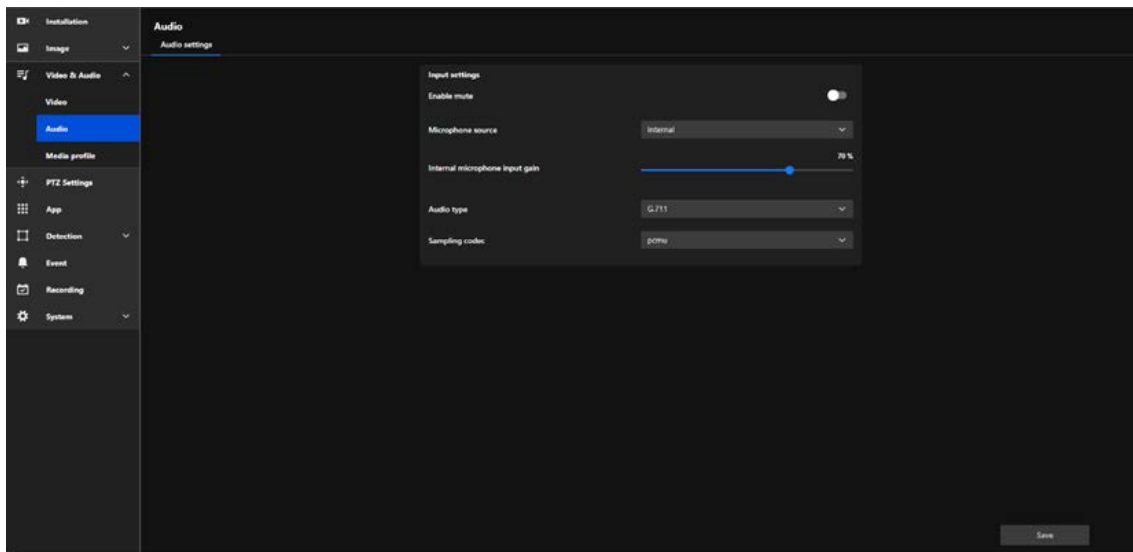 Installation
Image
Video & Audio
Video
Audio
Media profile
PTZ Settings
App
Detection
Event
Recording
System
Audio
Audio settings
Input settings
Enable mute
Microphone source
Internal
70 %
Internal microphone input gain
Audio type
G.711
Sampling codec
pcmu
Save